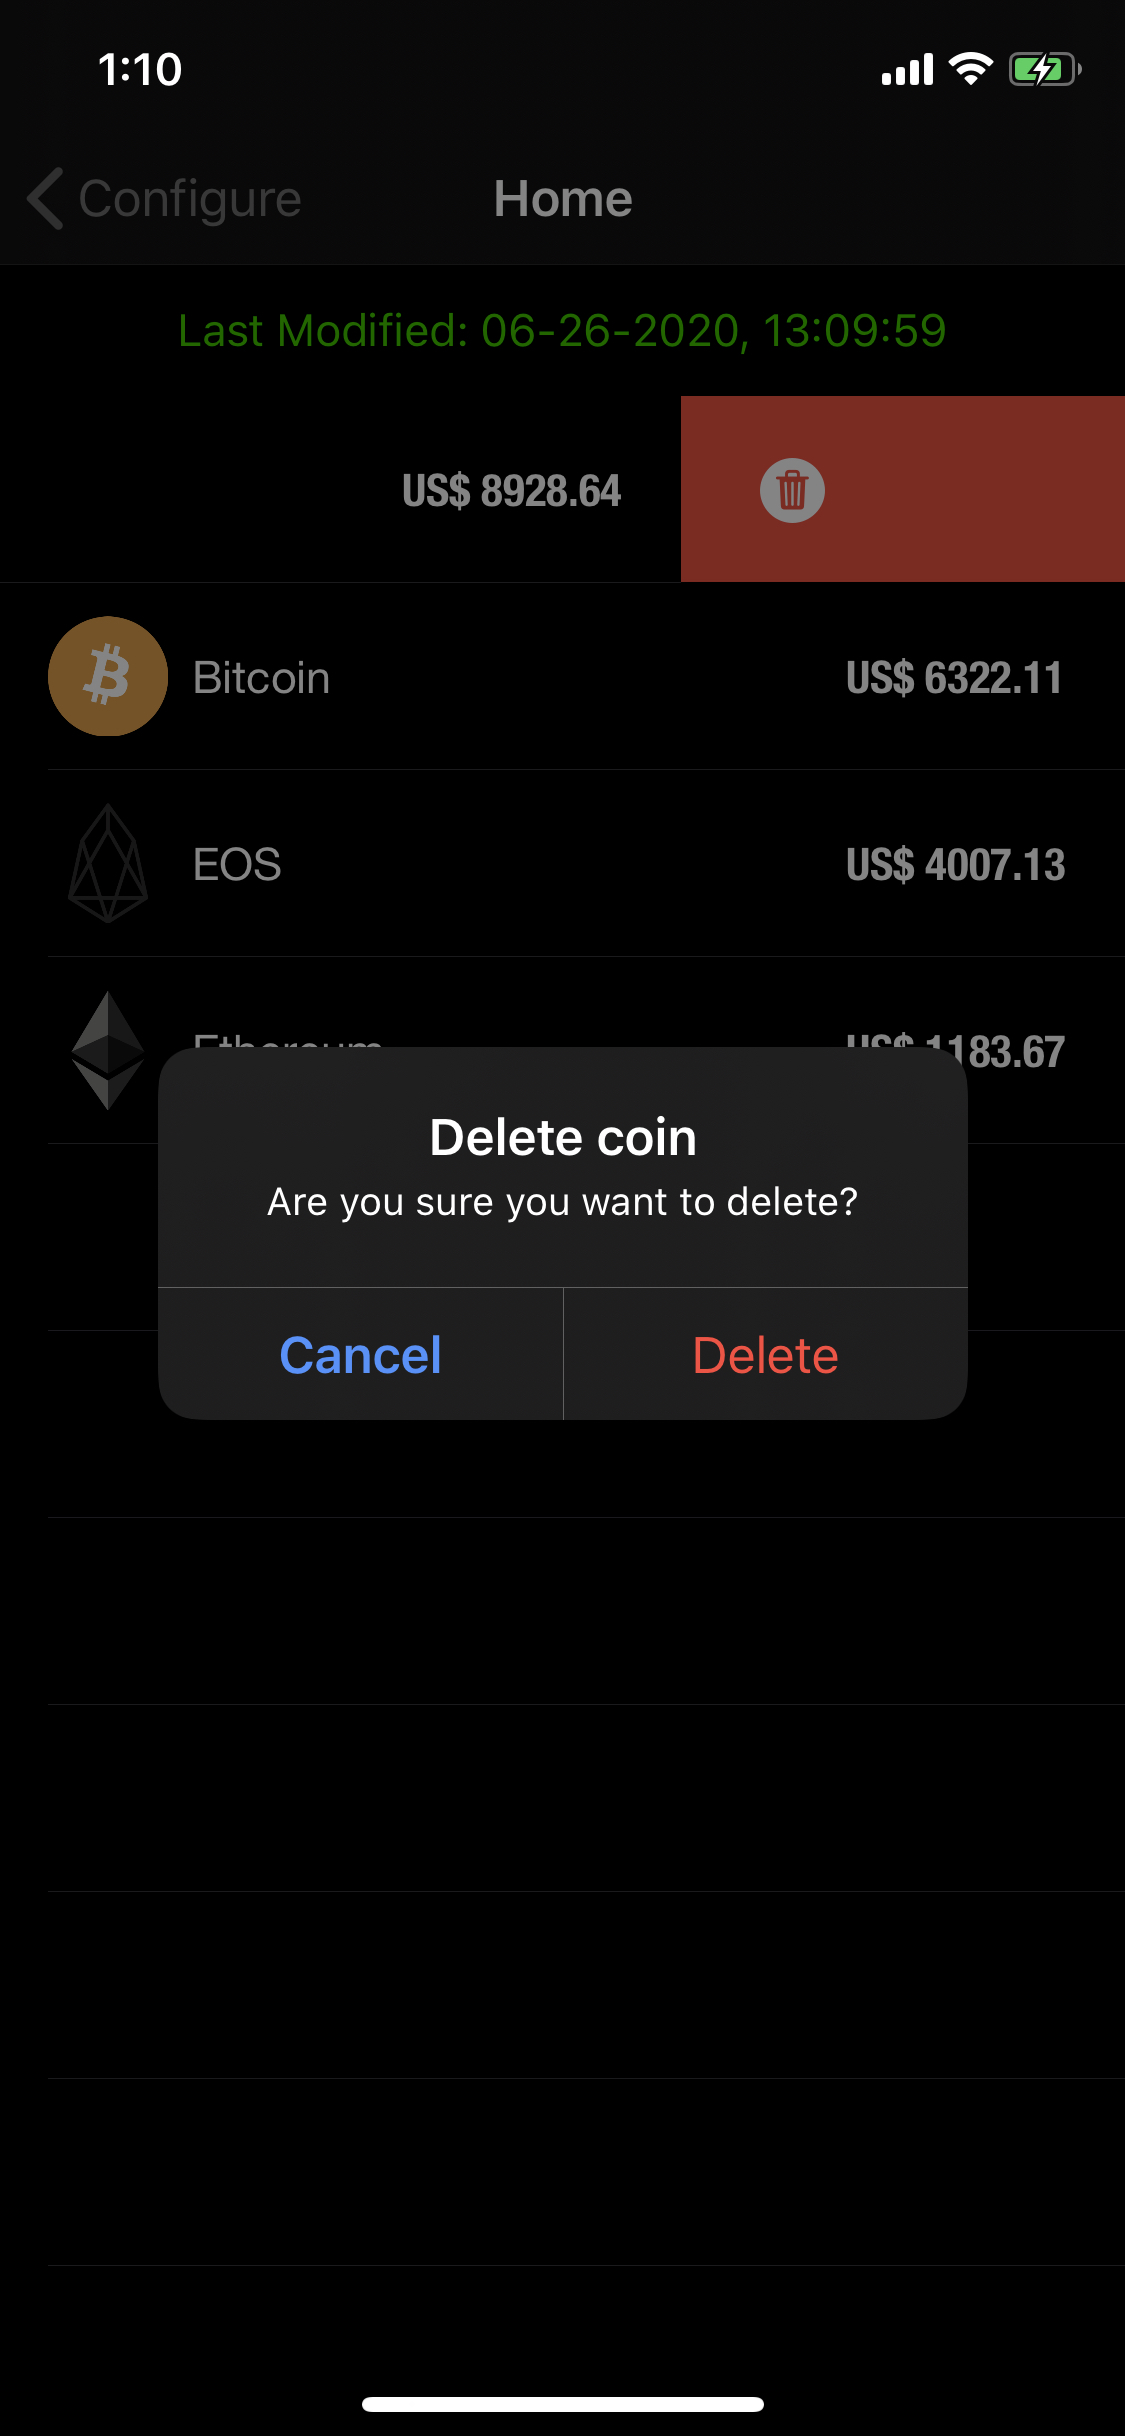 1:10
Configure
Home
Last Modified: 06-26-2020, 13:09:59
US$ 8928.64
Bitcoin
US$ 6322.11
EOS
US$ 4007.13
Ethereum
US$ 1183.67
Delete coin
Are you sure you want to delete?
Cancel
Delete